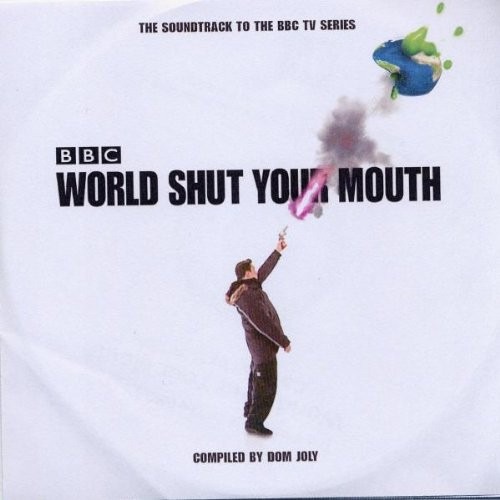 THE SOUNDTRACK TO THE BBC TV SERIES
BBC
WORLD SHUT YOUR MOUTH
COMPILED BY DOM JOLY